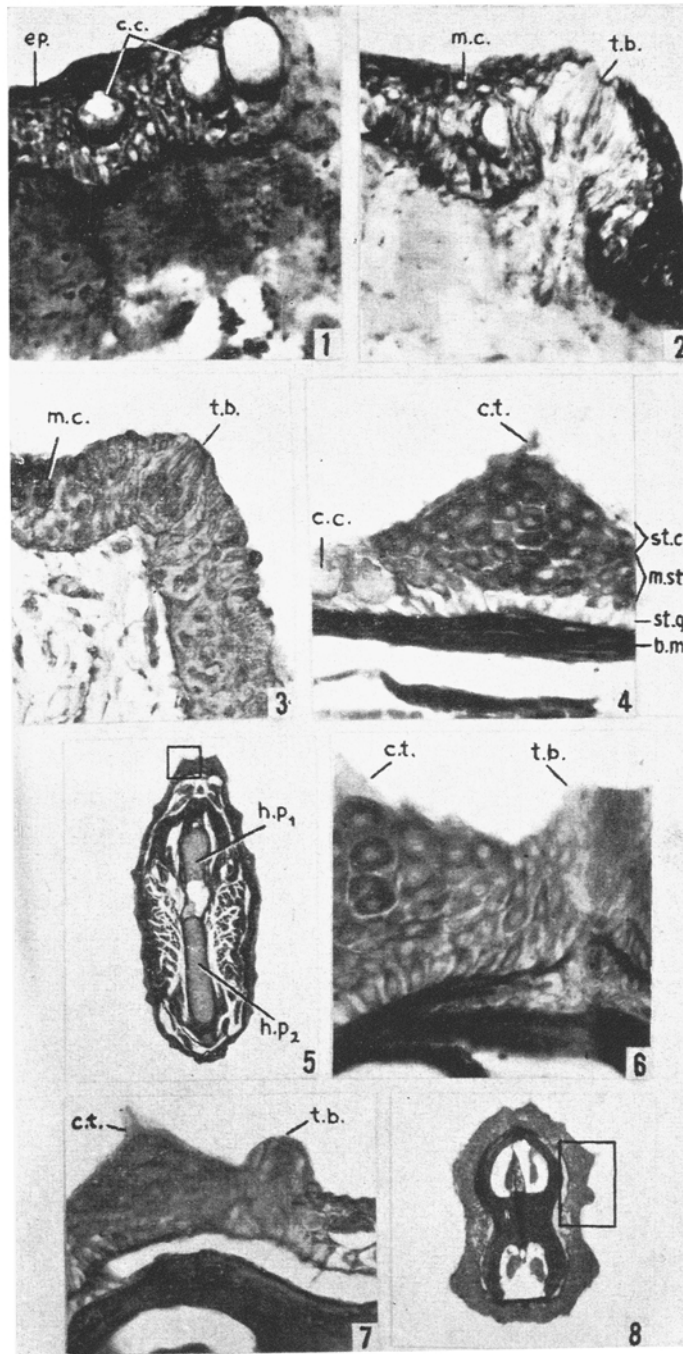 ep.
c.c.
1
m.c.
t.b.
2
m.c.
t.b.
3
c.t.
c.c.
st.c
m.st
st.g
b.m
4
h.p₁
h.p₂
5
c.t.
t.b.
6
c.t.
t.b.
7
8